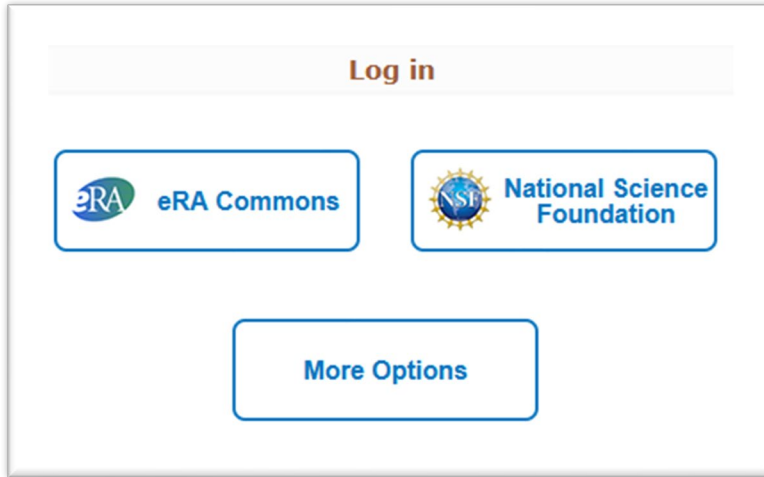 Log in
eRA
eRA Commons
NSF
National Science
Foundation
More Options